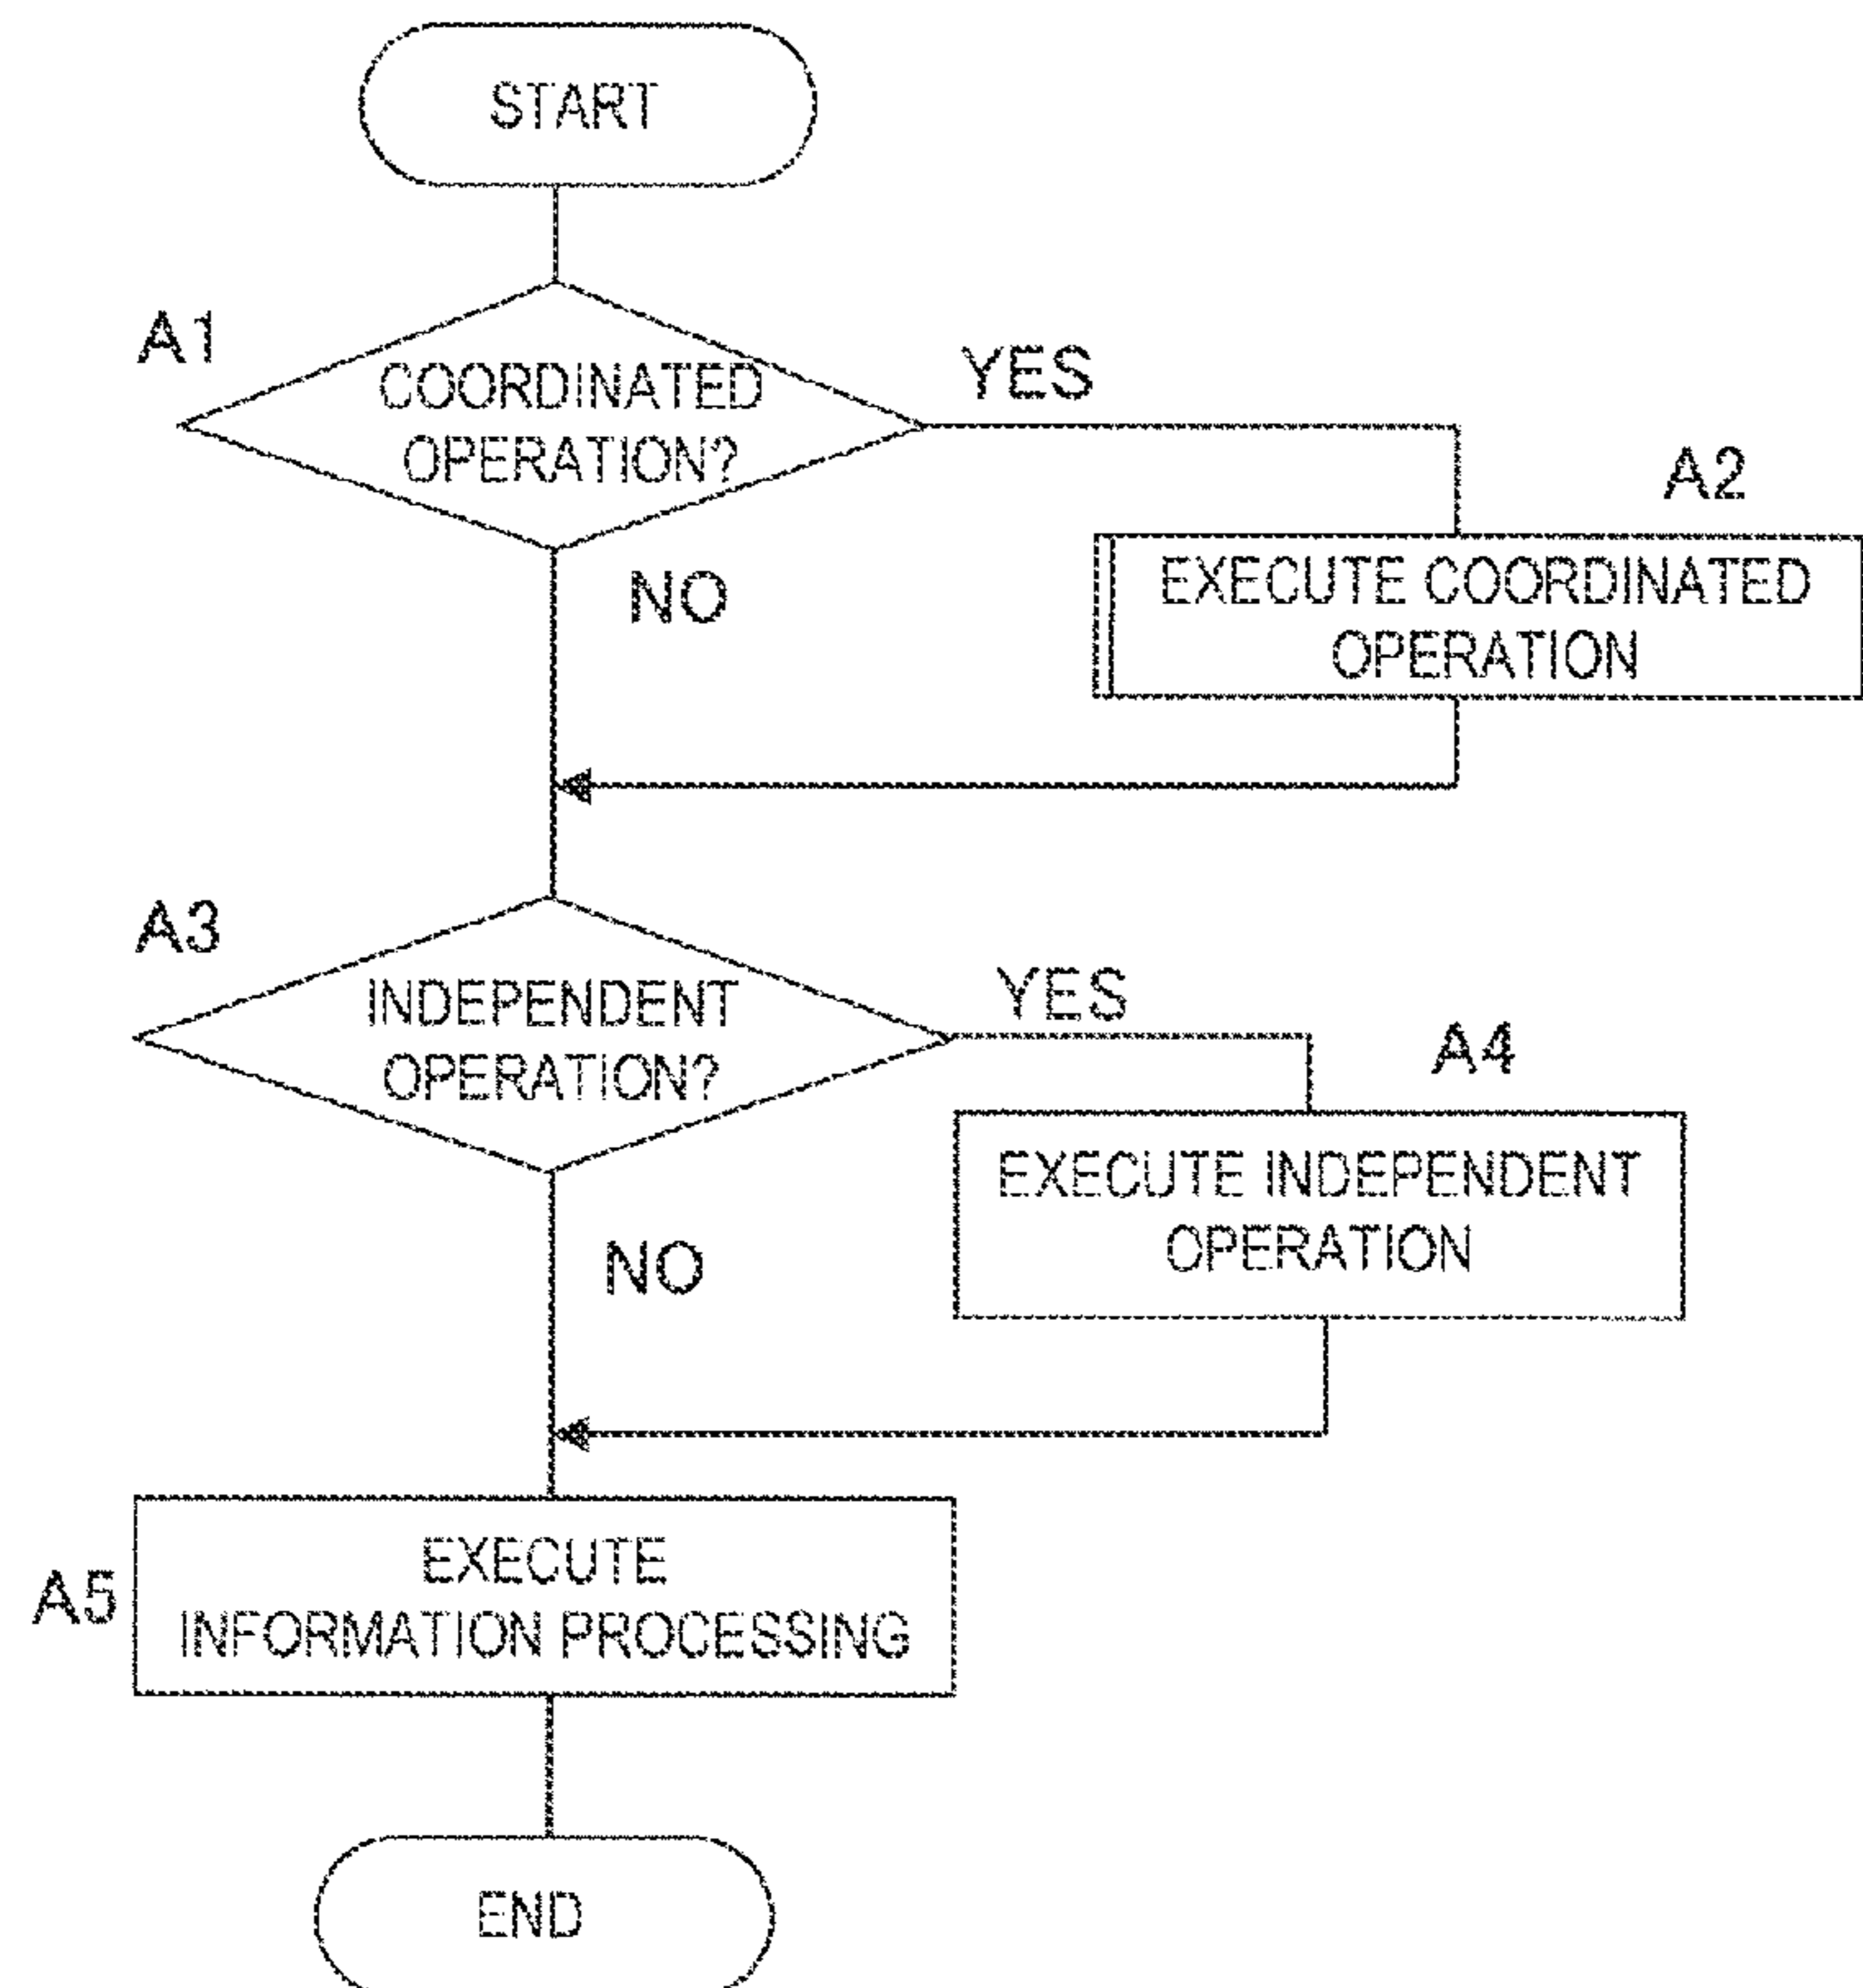 START
A1
COORDINATED
OPERATION?
YES
NO
A2
EXECUTE COORDINATED
OPERATION
A3
INDEPENDENT
OPERATION?
YES
NO
A4
EXECUTE INDEPENDENT
OPERATION
A5
EXECUTE
INFORMATION PROCESSING
END